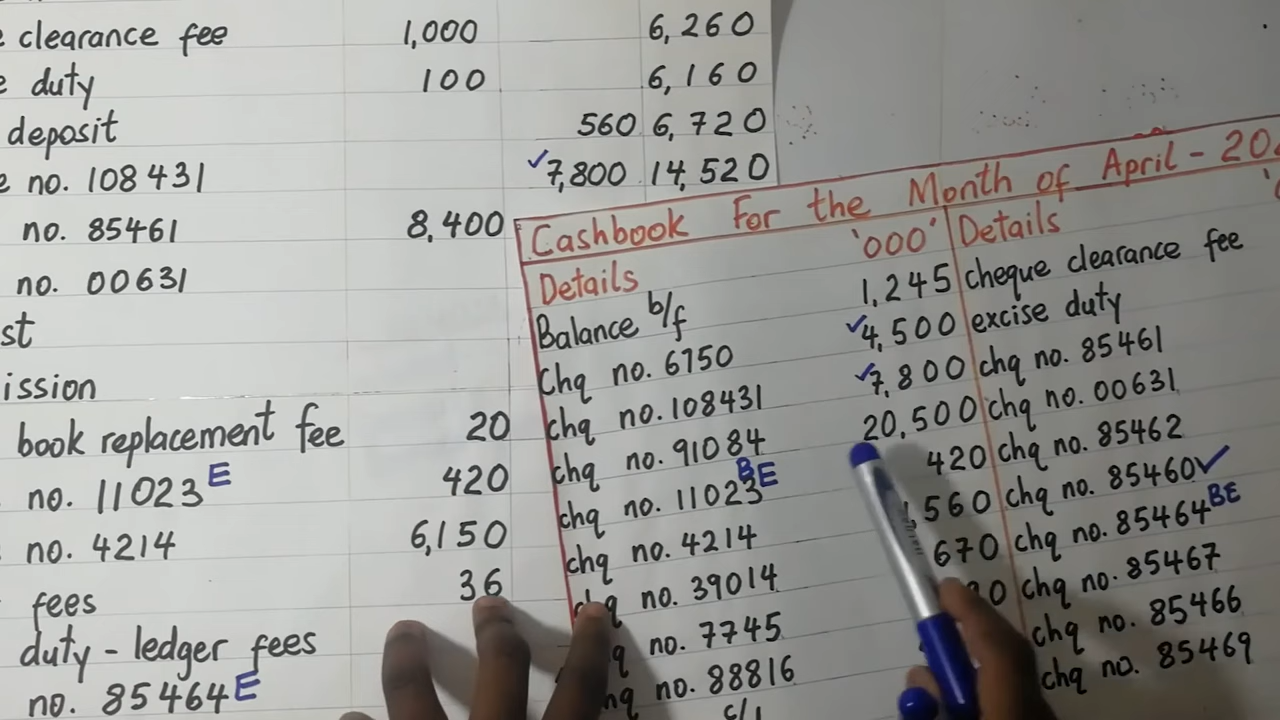 clearance fee 1,000 6,260
duty 100 6,160
deposit 560 6,720
no. 108431 ✓7,800 14,520
no. 85461 8,400
no. 00631
book replacement fee 20
no. 11023 E 420
no. 4214 6,150
fees 36
duty - ledger fees
no. 85464 E
Cashbook For the Month of April -
Details '000' Details
Balance b/f 1,245 cheque clearance fee
chq no. 6750 ✓4,500 excise duty
chq no. 108431 ✓7,800 chq no. 85461
chq no. 91084 20,500 chq no. 00631
chq no. 11023 BE 420 chq no. 85462
chq no. 4214 560 chq no. 85460 ✓
no. 39014 670 chq no. 85464 BE
no. 7745 chq no. 85467
no. 88816 chq no. 85466
chq no. 85469